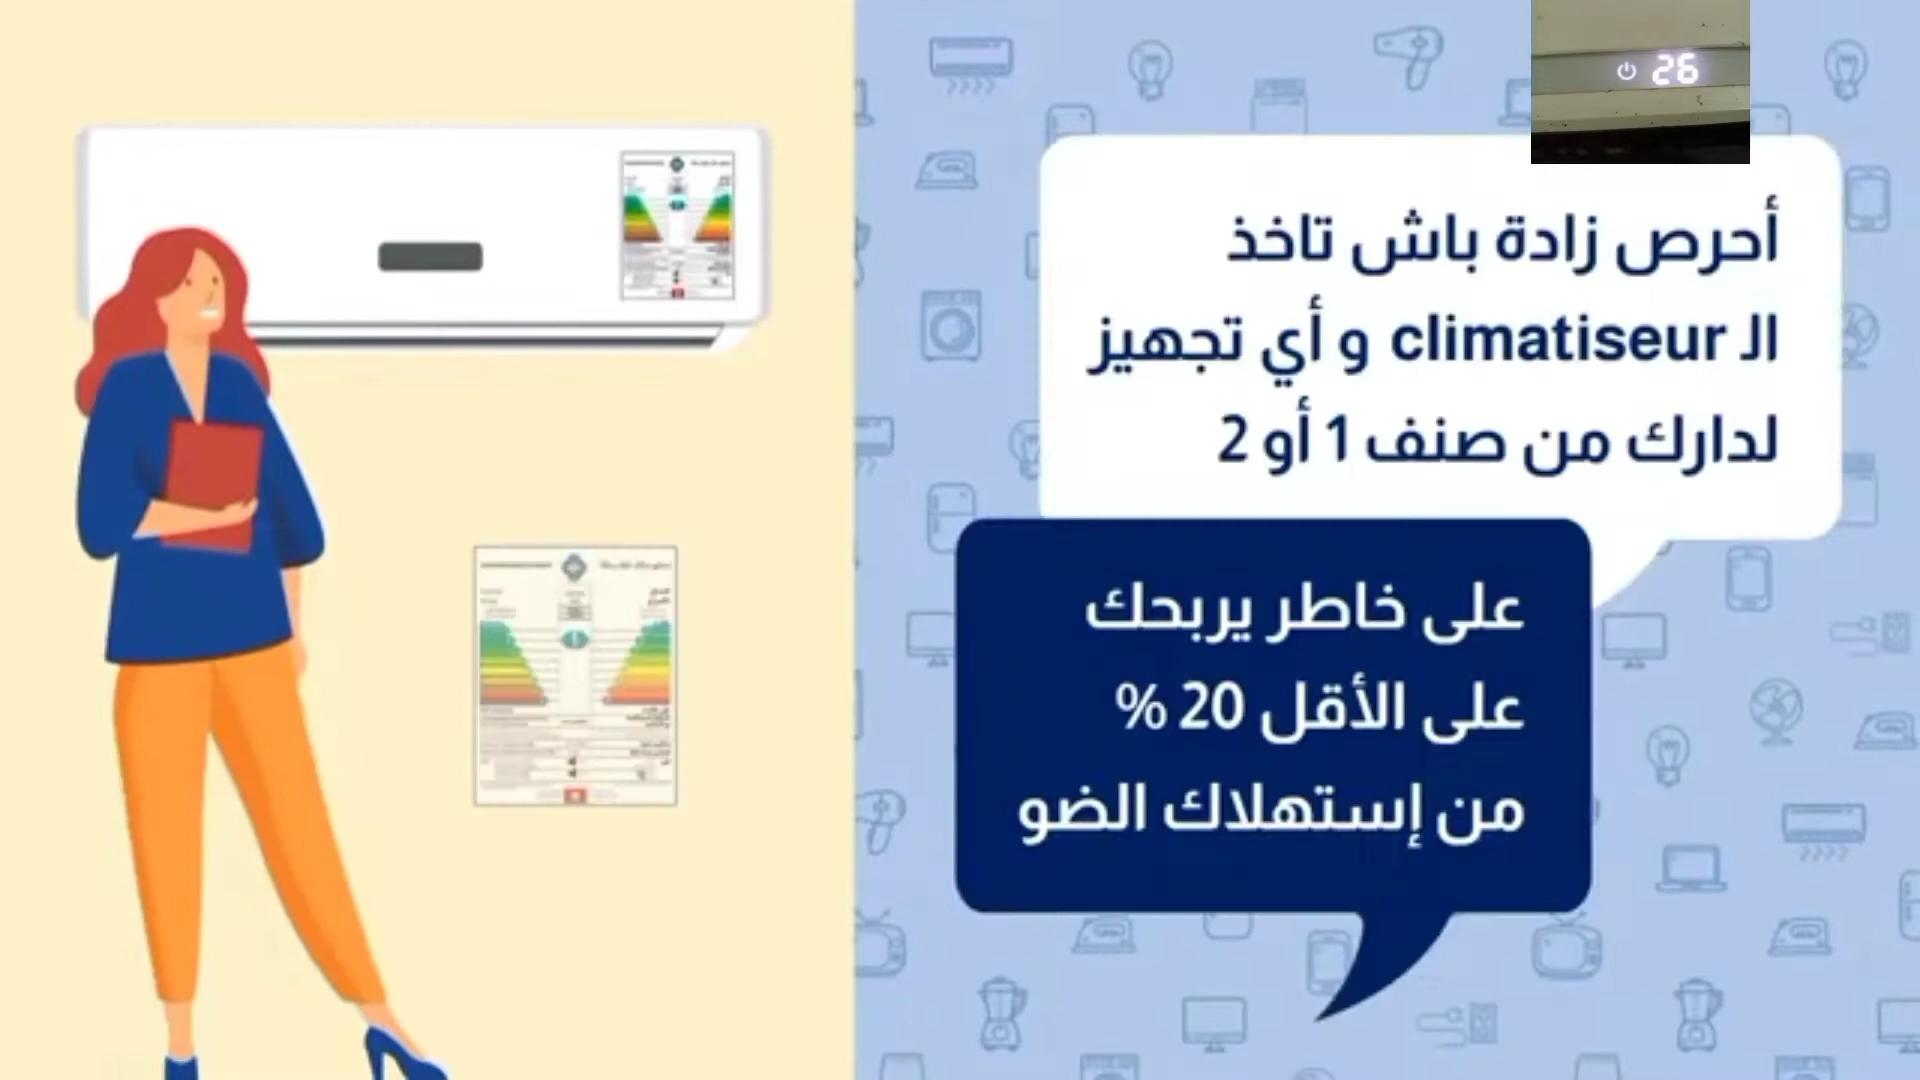 26
أحرص زادة باش تاخذ
الـ climatiseur و أي تجهيز
لدارك من صنف 1 أو 2
على خاطر يربحك
على الأقل 20 %
من إستهلاك الضو